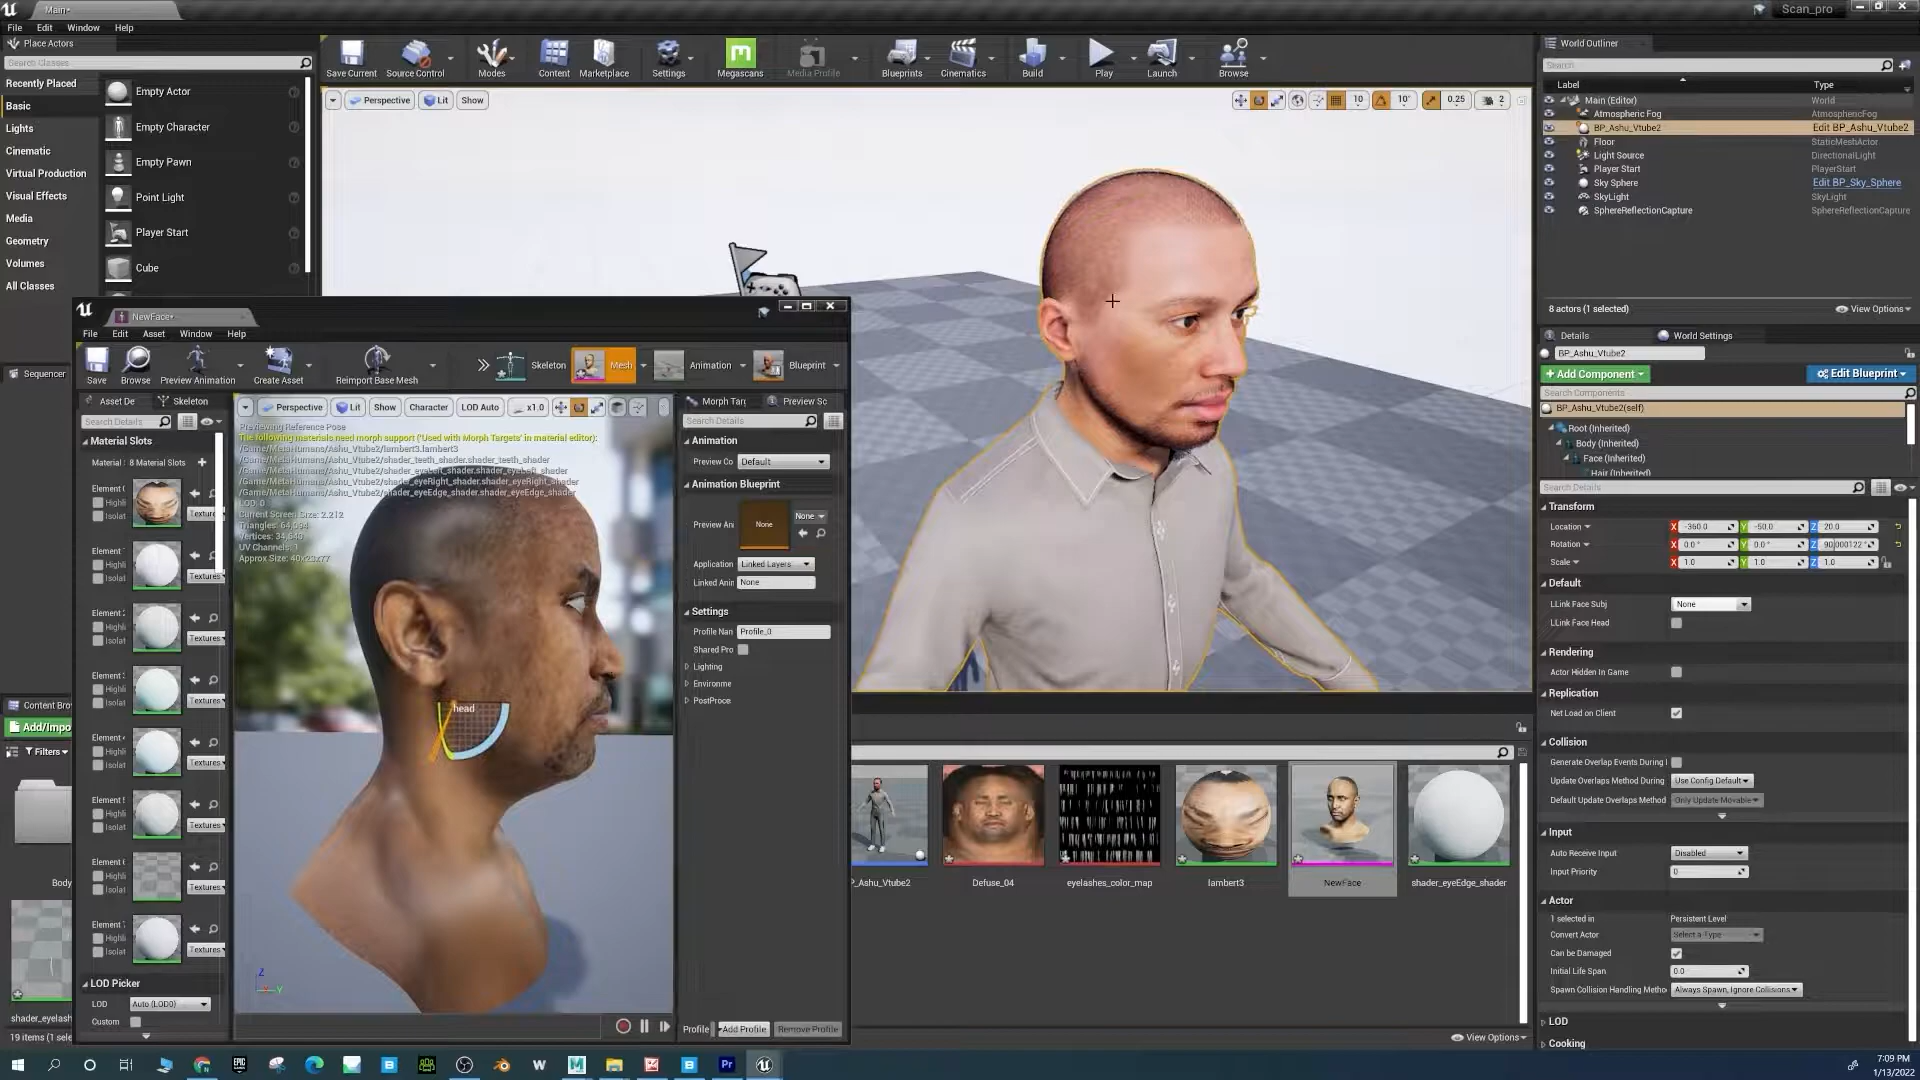 Main*
Scan_pro
File Edit Window Help
Place Actors
Search Classes
Recently Placed
Basic
Lights
Cinematic
Virtual Production
Visual Effects
Media
Geometry
Volumes
All Classes
Empty Actor
Empty Character
Empty Pawn
Point Light
Player Start
Cube
Save Current Source Control Modes Content Marketplace Settings Megascans Media Profile Blueprints Cinematics Build Play Launch Browse
Perspective Lit Show
10 10° 0.25 2
World Outliner
Search
Label Type
Main (Editor) World
Atmospheric Fog AtmosphericFog
BP_Ashu_Vtube2 Edit BP_Ashu_Vtube2
Floor StaticMeshActor
Light Source DirectionalLight
Player Start PlayerStart
Sky Sphere Edit BP_Sky_Sphere
SkyLight SkyLight
SphereReflectionCapture SphereReflectionCapture
8 actors (1 selected) View Options
Details World Settings
BP_Ashu_Vtube2
+ Add Component Edit Blueprint
Search Components
BP_Ashu_Vtube2(self)
Root (Inherited)
Body (Inherited)
Face (Inherited)
Hair (Inherited)
Search Details
Transform
Location X -360.0 Y -50.0 Z 20.0
Rotation X 0.0 ° Y 0.0 ° Z 90.000122 °
Scale X 1.0 Y 1.0 Z 1.0
Default
LLink Face Subj None
LLink Face Head
Rendering
Actor Hidden In Game
Replication
Net Load on Client
Collision
Generate Overlap Events During
Update Overlaps Method During Use Config Default
Default Update Overlaps Method Only Update Movable
Input
Auto Receive Input Disabled
Input Priority 0
Actor
1 selected in Persistent Level
Convert Actor Select a Type
Can be Damaged
Initial Life Span 0.0
Spawn Collision Handling Metho Always Spawn, Ignore Collisions
LOD
Cooking
Sequencer
Content Bro
Add/Impo
Filters
Body
shader_eyelash
19 items (1 sele
NewFace*
File Edit Asset Window Help
Save Browse Preview Animation Create Asset Reimport Base Mesh Skeleton Mesh Animation Blueprint
Asset De Skeleton
Search Details
Material Slots
Material 8 Material Slots
Highli
Isolat
Textures
LOD Picker
LOD Auto (LOD0)
Custom
Perspective Lit Show Character LOD Auto x1.0
Previewing Reference Pose
The following materials need morph support ('Used with Morph Targets' in material editor):
/Game/MetaHumans/Ashu_Vtube2/lambert3.lambert3
/Game/MetaHumans/Ashu_Vtube2/shader_teeth_shader.shader_teeth_shader
/Game/MetaHumans/Ashu_Vtube2/shader_eyeLeft_shader.shader_eyeLeft_shader
/Game/MetaHumans/Ashu_Vtube2/shader_eyeRight_shader.shader_eyeRight_shader
/Game/MetaHumans/Ashu_Vtube2/shader_eyeEdge_shader.shader_eyeEdge_shader
LOD: 0
Current Screen Size: 2.212
Triangles: 64,094
UV Channels: 1
head
Z
Y
Morph Tar Preview Sc
Search Details
Animation
Preview Co Default
Animation Blueprint
Preview Ani None None
Application Linked Layers
Linked Anin None
Settings
Profile Nan Profile_0
Shared Pro
Lighting
Environme
PostProce
Profile Add Profile Remove Profile
P_Ashu_Vtube2 Defuse_04 eyelashes_color_map lambert3 NewFace shader_eyeEdge_shader
View Options
7:09 PM
1/13/2022